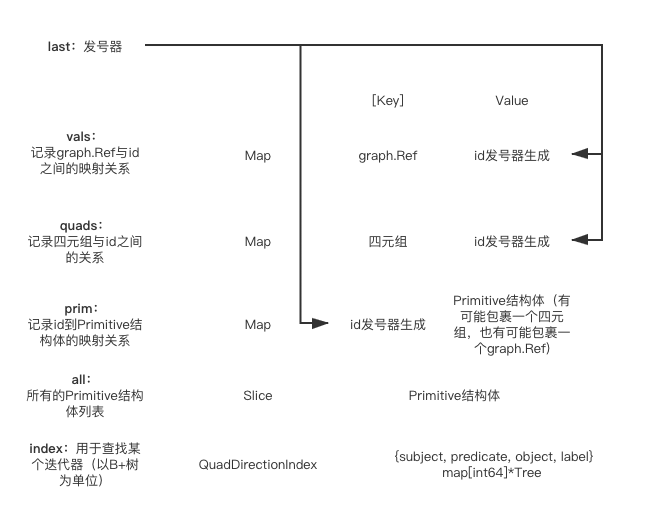 last：发号器
[Key]
Value
vals：
记录graph.Ref与id
之间的映射关系
Map
graph.Ref
id发号器生成
quads：
记录四元组与id之间
的关系
Map
四元组
id发号器生成
prim：
记录id到Primitive结
构体的映射关系
Map
id发号器生成
Primitive结构体（有
可能包裹一个四元
组，也有可能包裹一
个graph.Ref)
all：
所有的Primitive结构
体列表
Slice
Primitive结构体
index：用于查找某
个迭代器（以B+树
为单位）
QuadDirectionIndex
{subject, predicate, object, label}
map[int64]*Tree